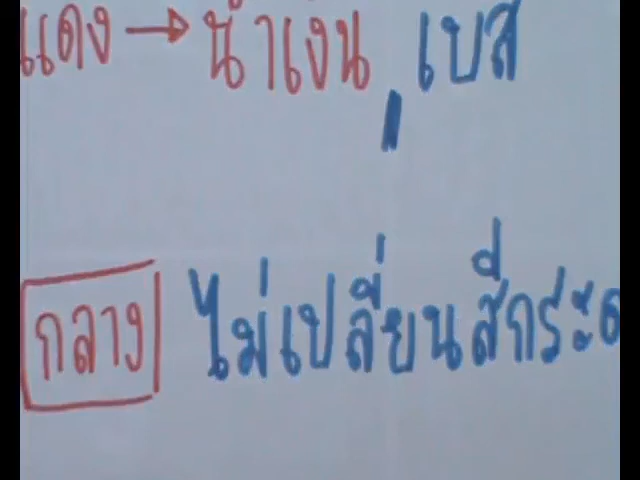 แดง → น้ำเงิน , เบส
กลาง ไม่เปลี่ยนสีกระด